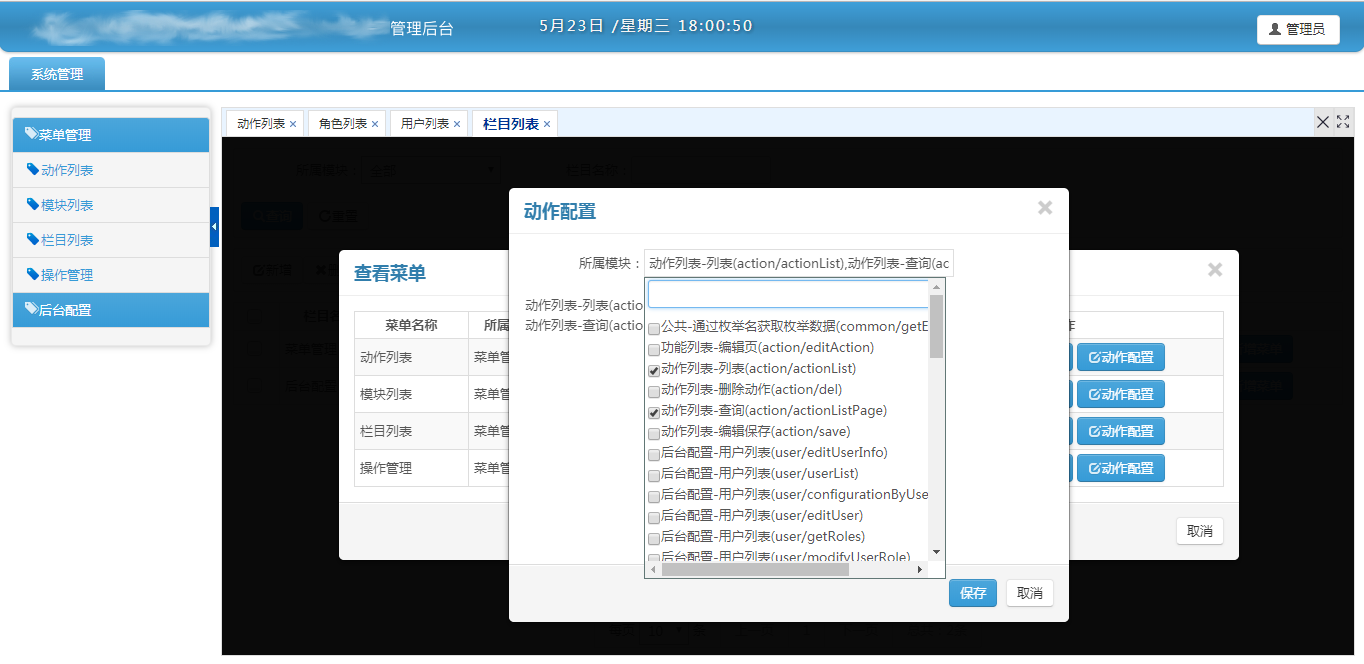 管理后台
5月23日 /星期三 18:00:50
管理员
系统管理
菜单管理
动作列表
模块列表
栏目列表
操作管理
后台配置
动作列表 × 角色列表 × 用户列表 × 栏目列表 ×
所属模块： 全部
栏目名称：
动作配置
×
所属模块： 动作列表-列表(action/actionList),动作列表-查询(ac
动作列表-列表(actio
动作列表-查询(actio
公共-通过枚举名获取枚举数据(common/getE
功能列表-编辑页(action/editAction)
动作列表-列表(action/actionList)
动作列表-删除动作(action/del)
动作列表-查询(action/actionListPage)
动作列表-编辑保存(action/save)
后台配置-用户列表(user/editUserInfo)
后台配置-用户列表(user/userList)
后台配置-用户列表(user/configurationByUse
后台配置-用户列表(user/editUser)
后台配置-用户列表(user/getRoles)
后台配置-用户列表(user/modifyUserRole)
保存 取消
查看菜单
×
菜单名称 所属 作
动作列表 菜单管 动作配置
模块列表 菜单管 动作配置
栏目列表 菜单管 动作配置
操作管理 菜单管 动作配置
取消